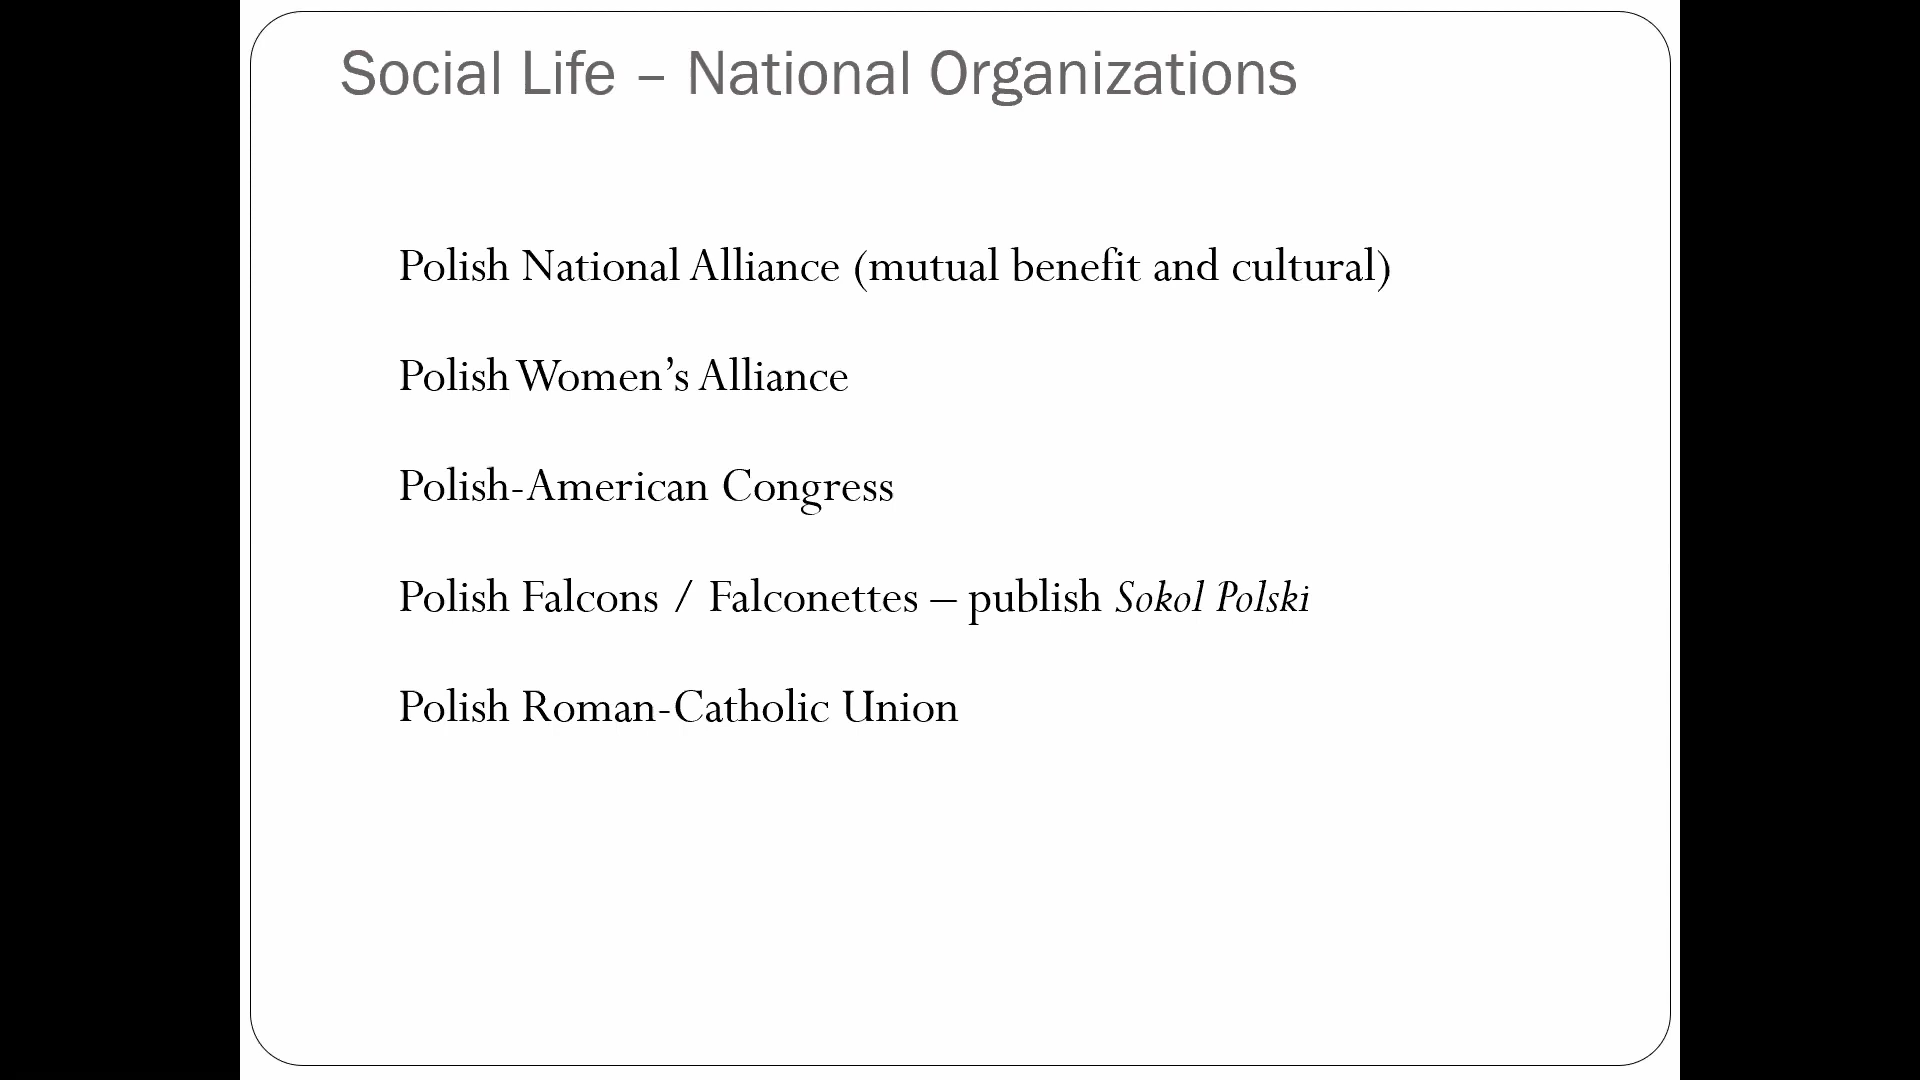 Social Life – National Organizations
Polish National Alliance (mutual benefit and cultural)
Polish Women’s Alliance
Polish-American Congress
Polish Falcons / Falconettes – publish Sokol Polski
Polish Roman-Catholic Union